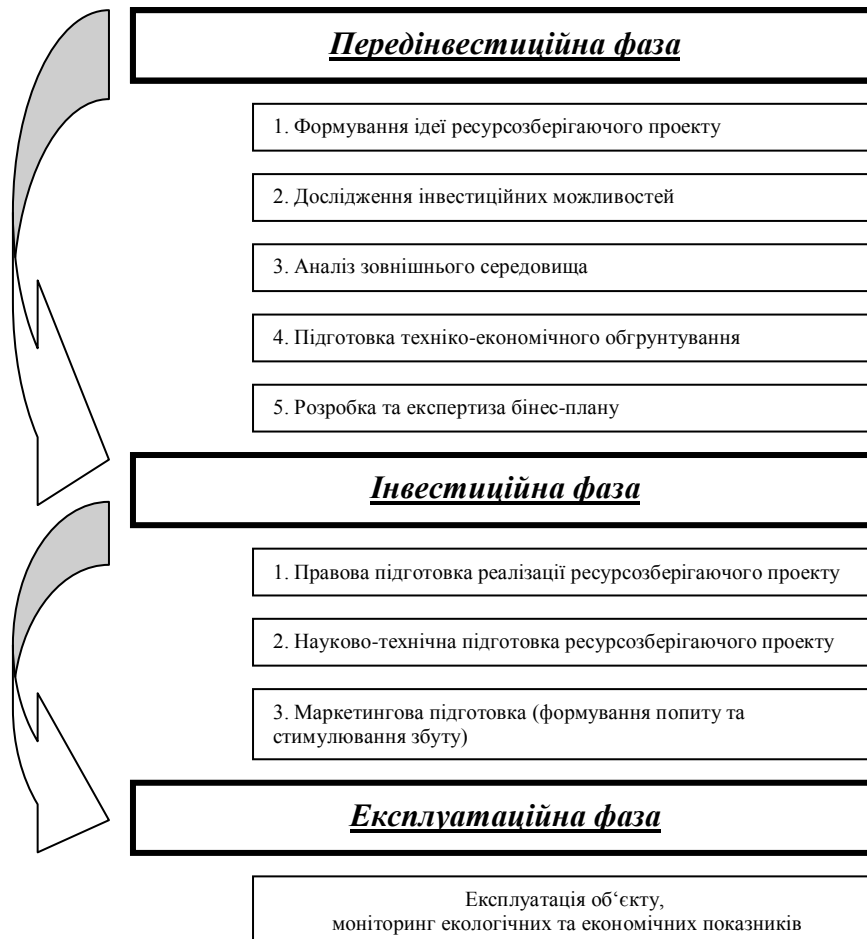 Передінвестиційна фаза
1. Формування ідеї ресурсозберігаючого проекту
2. Дослідження інвестиційних можливостей
3. Аналіз зовнішнього середовища
4. Підготовка техніко-економічного обгрунтування
5. Розробка та експертиза бінес-плану
Інвестиційна фаза
1. Правова підготовка реалізації ресурсозберігаючого проекту
2. Науково-технічна підготовка ресурсозберігаючого проекту
3. Маркетингова підготовка (формування попиту та
стимулювання збуту)
Експлуатаційна фаза
Експлуатація об‘єкту,
моніторинг екологічних та економічних показників